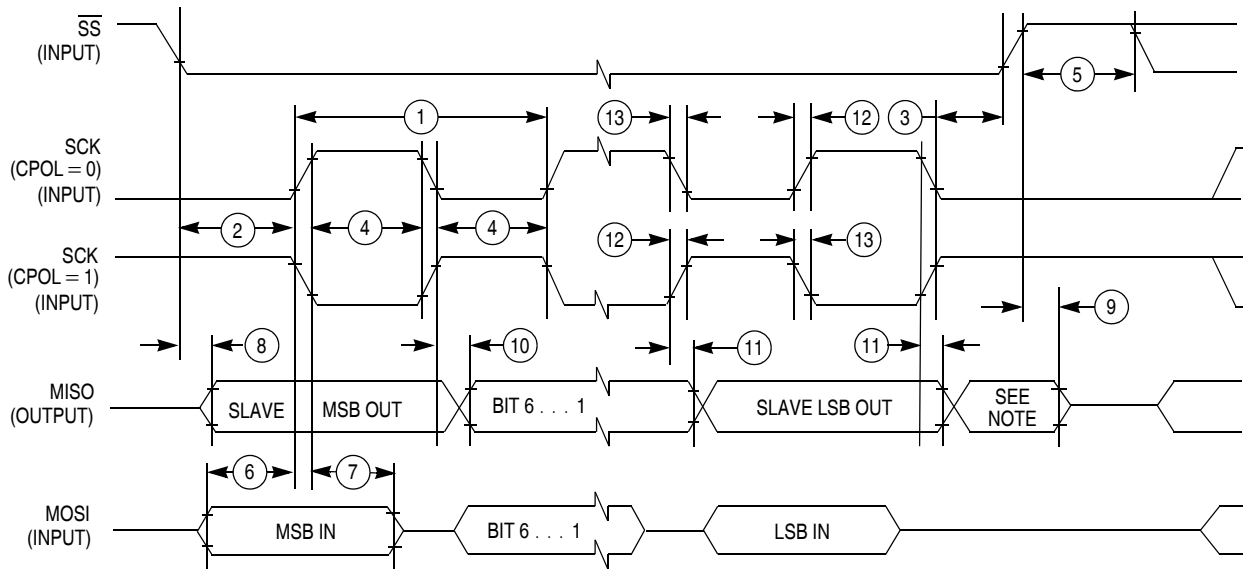 SS
(INPUT)
5
1
13
12
3
SCK
(CPOL = 0)
(INPUT)
2
4
4
12
13
SCK
(CPOL = 1)
(INPUT)
9
8
10
11
11
MISO
(OUTPUT)
SLAVE
MSB OUT
BIT 6 . . . 1
SLAVE LSB OUT
SEE
NOTE
6
7
MOSI
(INPUT)
MSB IN
BIT 6 . . . 1
LSB IN